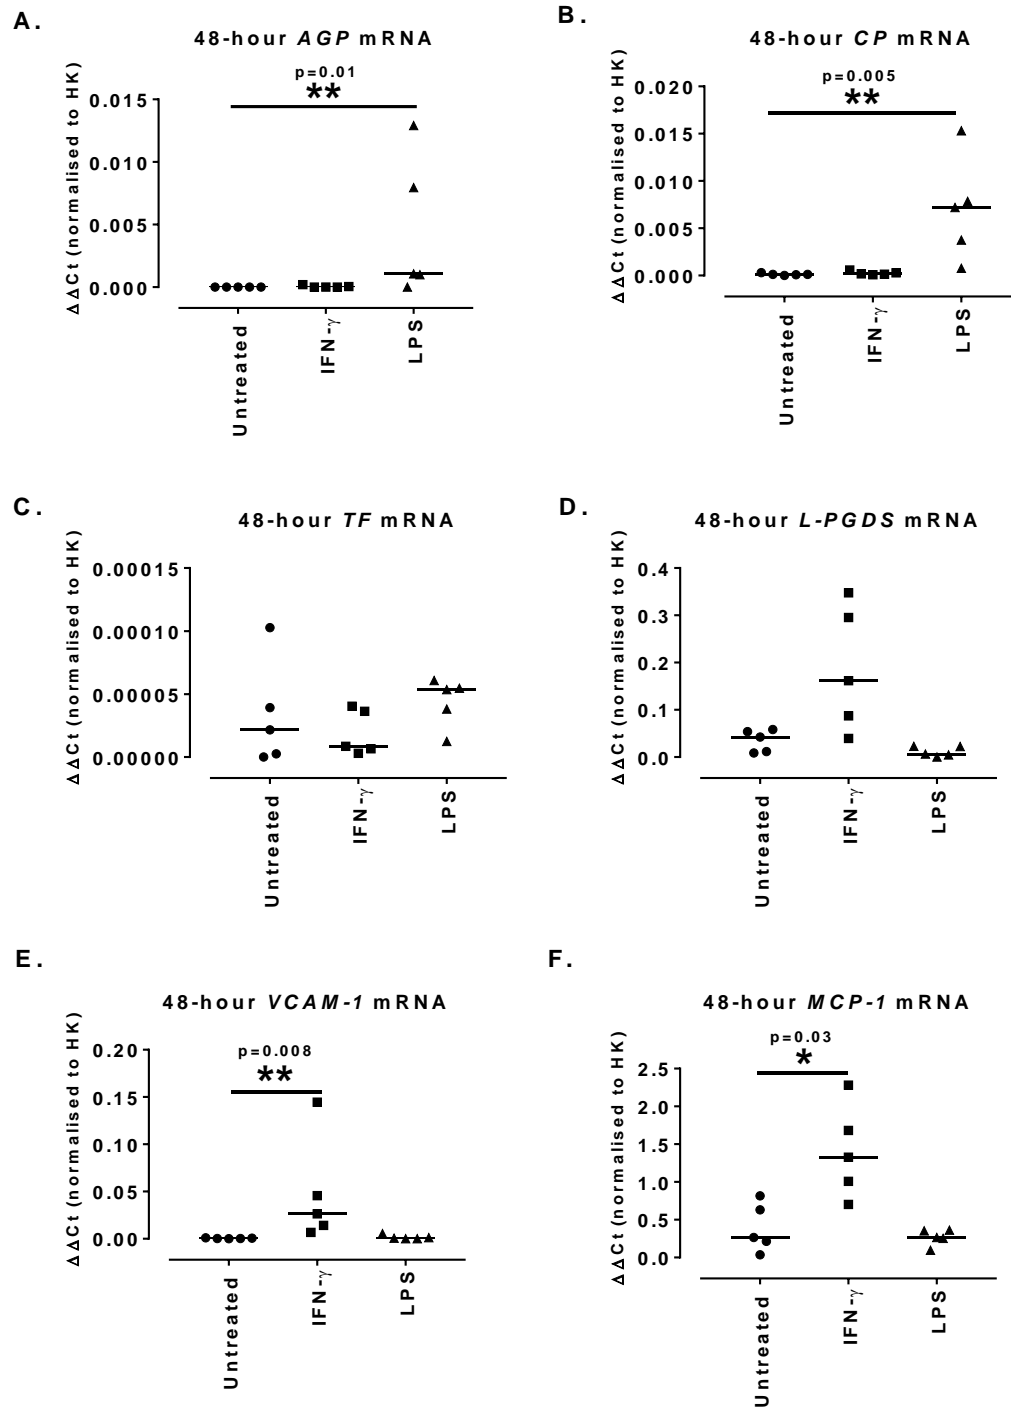 A.
48-hour AGP mRNA
p=0.01
**
ΔΔCt (normalised to HK)
0.015
0.010
0.005
0.000
Untreated
IFN-γ
LPS
B.
48-hour CP mRNA
p=0.005
**
ΔΔCt (normalised to HK)
0.020
0.015
0.010
0.005
0.000
Untreated
IFN-γ
LPS
C.
48-hour TF mRNA
ΔΔCt (normalised to HK)
0.00015
0.00010
0.00005
0.00000
Untreated
IFN-γ
LPS
D.
48-hour L-PGDS mRNA
ΔΔCt (normalised to HK)
0.4
0.3
0.2
0.1
0.0
Untreated
IFN-γ
LPS
E.
48-hour VCAM-1 mRNA
p=0.008
**
ΔΔCt (normalised to HK)
0.20
0.15
0.10
0.05
0.00
Untreated
IFN-γ
LPS
F.
48-hour MCP-1 mRNA
p=0.03
*
ΔΔCt (normalised to HK)
2.5
2.0
1.5
1.0
0.5
0.0
Untreated
IFN-γ
LPS